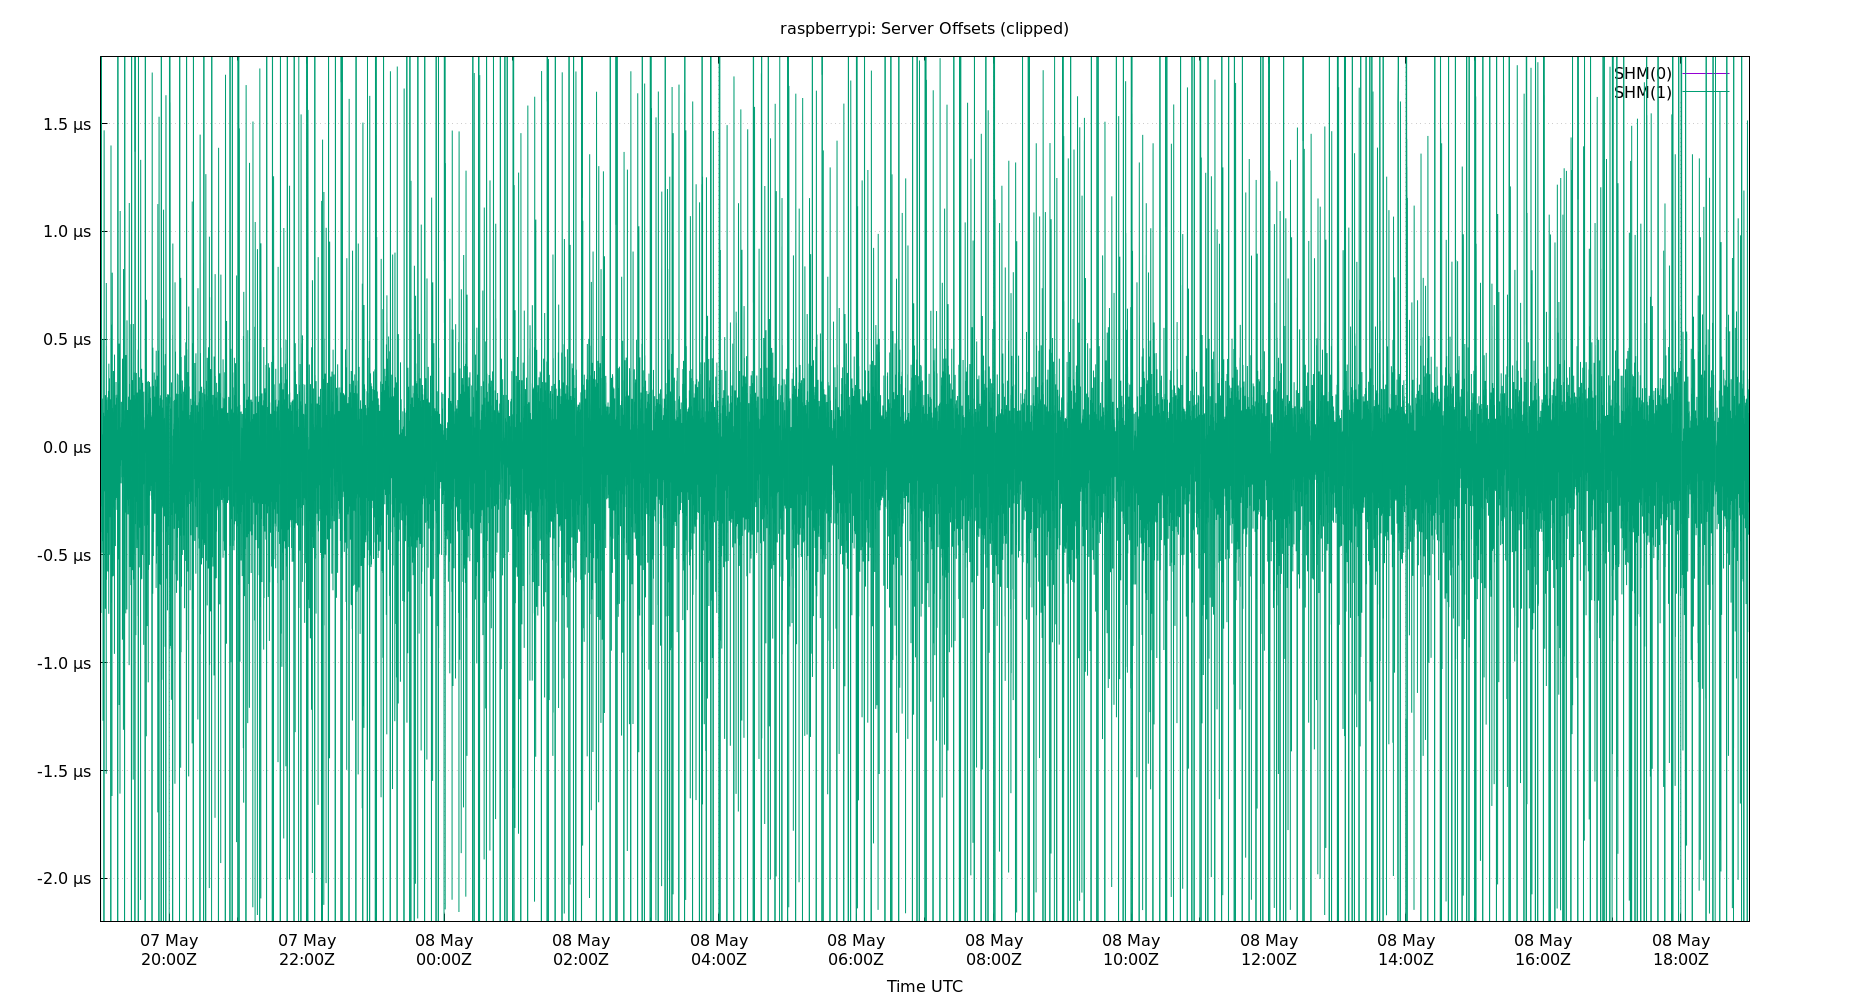 raspberrypi: Server Offsets (clipped)
SHM(0)
SHM(1)
1.5 µs
1.0 µs
0.5 µs
0.0 µs
-0.5 µs
-1.0 µs
-1.5 µs
-2.0 µs
07 May 07 May 08 May 08 May 08 May 08 May 08 May 08 May 08 May 08 May 08 May 08 May
20:00Z 22:00Z 00:00Z 02:00Z 04:00Z 06:00Z 08:00Z 10:00Z 12:00Z 14:00Z 16:00Z 18:00Z
Time UTC